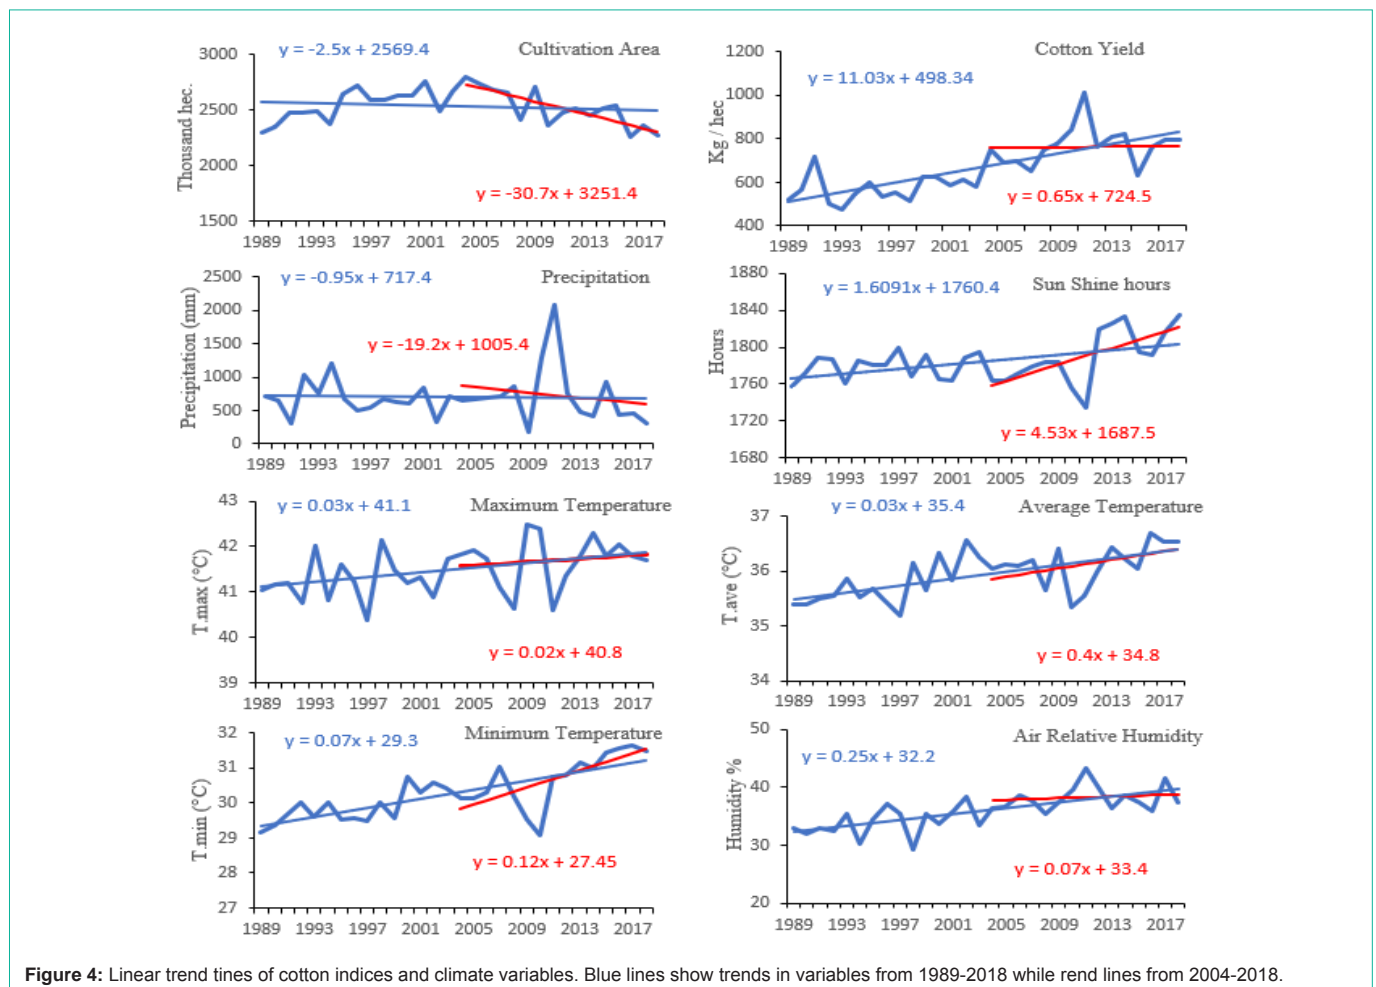 y = -2.5x + 2569.4
Cultivation Area
Thousand hec.
3000
2500
2000
1500
y = -30.7x + 3251.4
1989 1993 1997 2001 2005 2009 2013 2017
Cotton Yield
y = 11.03x + 498.34
Kg / hec
1200
1000
800
600
400
y = 0.65x + 724.5
1989 1993 1997 2001 2005 2009 2013 2017
y = -0.95x + 717.4
Precipitation
Precipitation (mm)
2500
2000
1500
1000
500
0
y = -19.2x + 1005.4
1989 1993 1997 2001 2005 2009 2013 2017
y = 1.6091x + 1760.4
Sun Shine hours
Hours
1880
1840
1800
1760
1720
1680
y = 4.53x + 1687.5
1989 1993 1997 2001 2005 2009 2013 2017
y = 0.03x + 41.1
Maximum Temperature
T.max (°C)
43
42
41
40
39
y = 0.02x + 40.8
1989 1993 1997 2001 2005 2009 2013 2017
y = 0.03x + 35.4
Average Temperature
T.ave (°C)
37
36
35
34
y = 0.4x + 34.8
1989 1993 1997 2001 2005 2009 2013 2017
y = 0.07x + 29.3
Minimum Temperature
T.min (°C)
32
31
30
29
28
27
y = 0.12x + 27.45
1989 1993 1997 2001 2005 2009 2013 2017
y = 0.25x + 32.2
Air Relative Humidity
Humidity %
50
40
30
20
y = 0.07x + 33.4
1989 1993 1997 2001 2005 2009 2013 2017
Figure 4: Linear trend tines of cotton indices and climate variables. Blue lines show trends in variables from 1989-2018 while rend lines from 2004-2018.